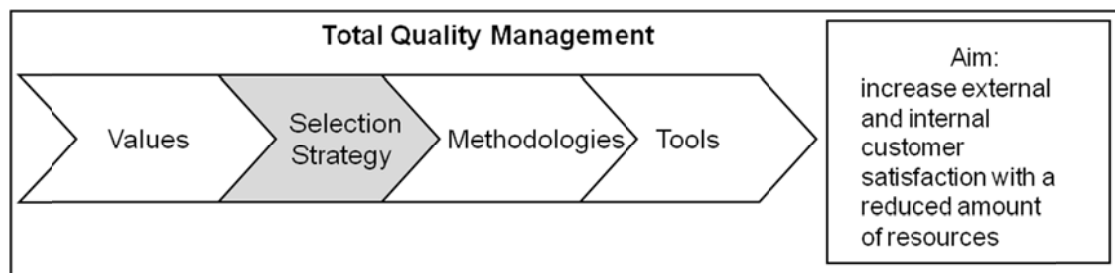 Total Quality Management
Values
Selection
Strategy
Methodologies
Tools
Aim:
increase external
and internal
customer
satisfaction with a
reduced amount
of resources